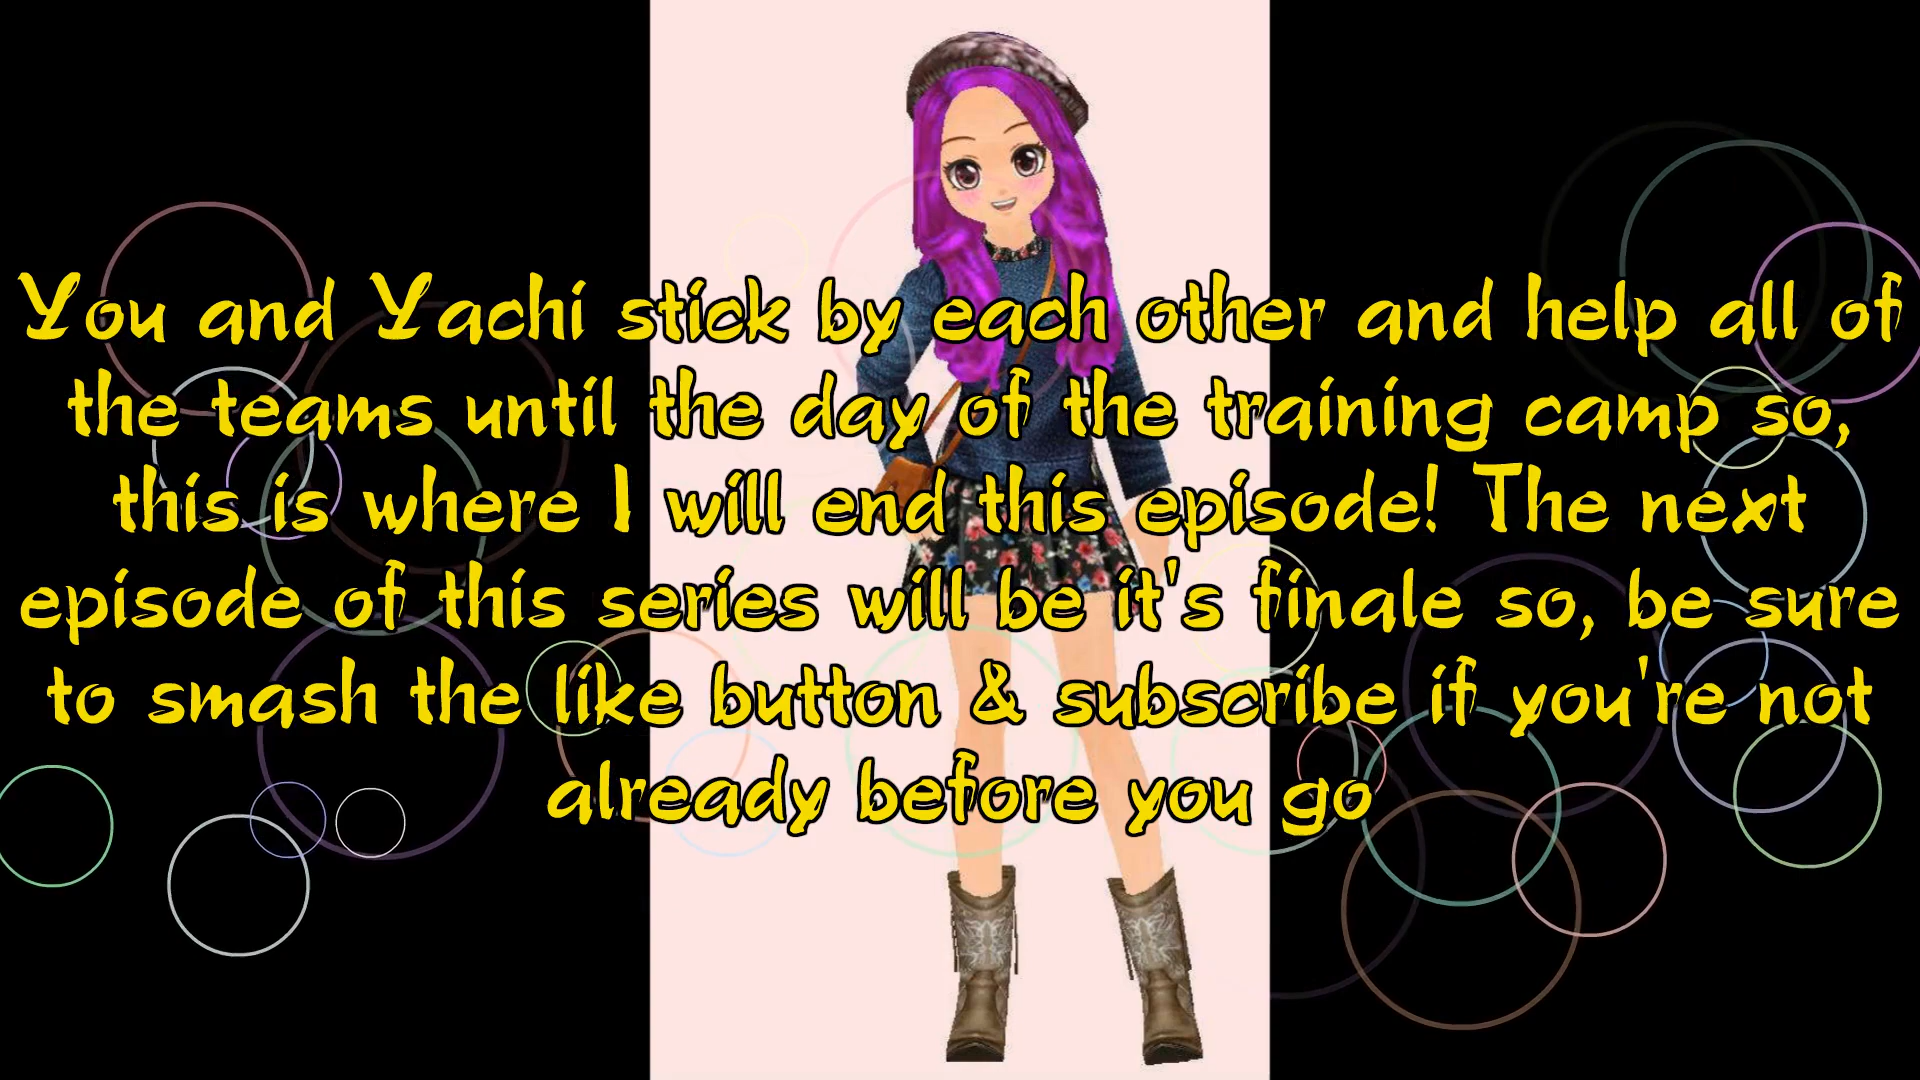 You and Yachi stick by each other and help all of
the teams until the day of the training camp so,
this is where I will end this episode! The next
episode of this series will be it's finale so, be sure
to smash the like button & subscribe if you're not
already before you go